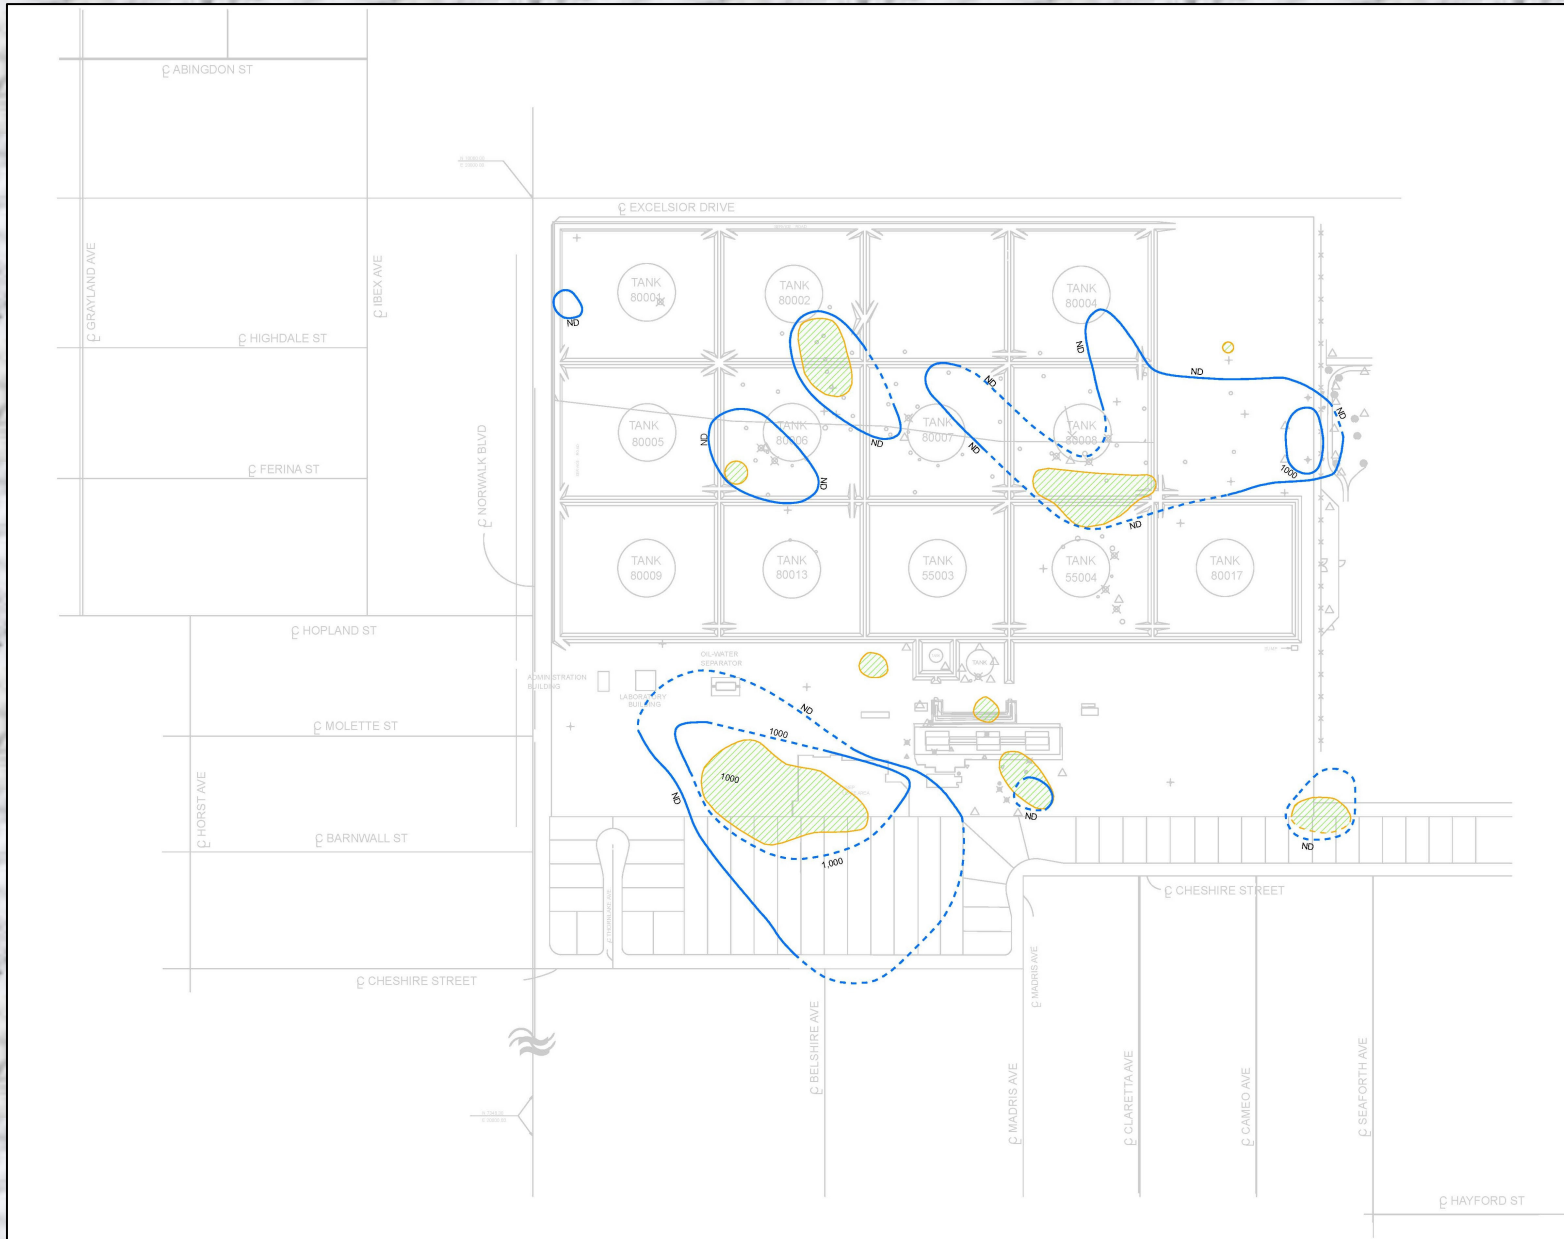 ℄ ABINGDON ST
℄ EXCELSIOR DRIVE
℄ GRAYLAND AVE
℄ IBEX AVE
TANK
80001
TANK
80002
TANK
80004
ND
℄ HIGHDALE ST
ND
ND
ND
ND
ND
TANK
80005
TANK
80006
TANK
80007
TANK
80008
ND
ND
ND
℄ FERINA ST
1000
ND
℄ NORWALK BLVD
ND
TANK
80009
TANK
80013
TANK
55003
TANK
55004
TANK
80017
℄ HOPLAND ST
OIL-WATER
SEPARATOR
TANK
ADMINISTRATION
BUILDING
LABORATORY
BUILDING
ND
℄ MOLETTE ST
1000
1000
ND
℄ HORST AVE
ND
℄ BARNWALL ST
ND
1,000
℄ CHESHIRE STREET
℄ CHESHIRE STREET
℄ MADRIS AVE
℄ BELSHIRE AVE
℄ MADRIS AVE
℄ CLARETTA AVE
℄ CAMEO AVE
℄ SEAFORTH AVE
℄ HAYFORD ST